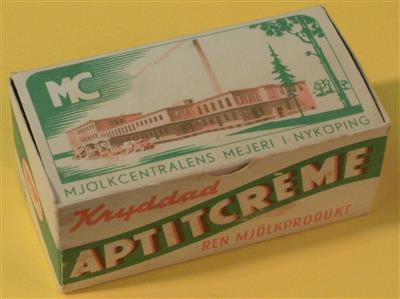 MC
MJÖLKCENTRALENS MEJERI I NYKÖPING
Kryddad
APTITCRÈME
REN MJÖLKPRODUKT